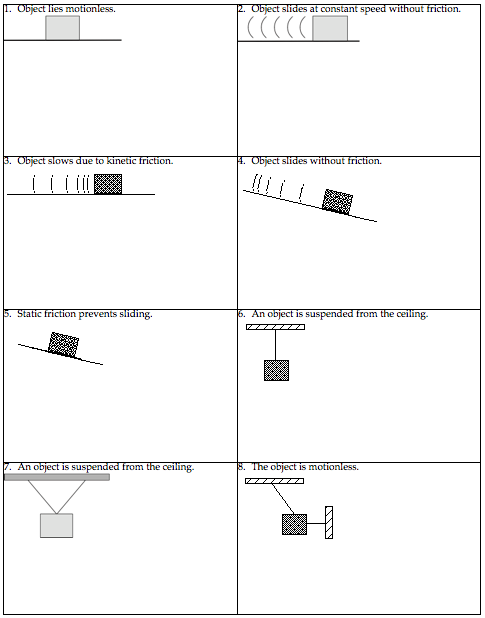 1. Object lies motionless.
2. Object slides at constant speed without friction.
3. Object slows due to kinetic friction.
4. Object slides without friction.
5. Static friction prevents sliding.
6. An object is suspended from the ceiling.
7. An object is suspended from the ceiling.
8. The object is motionless.